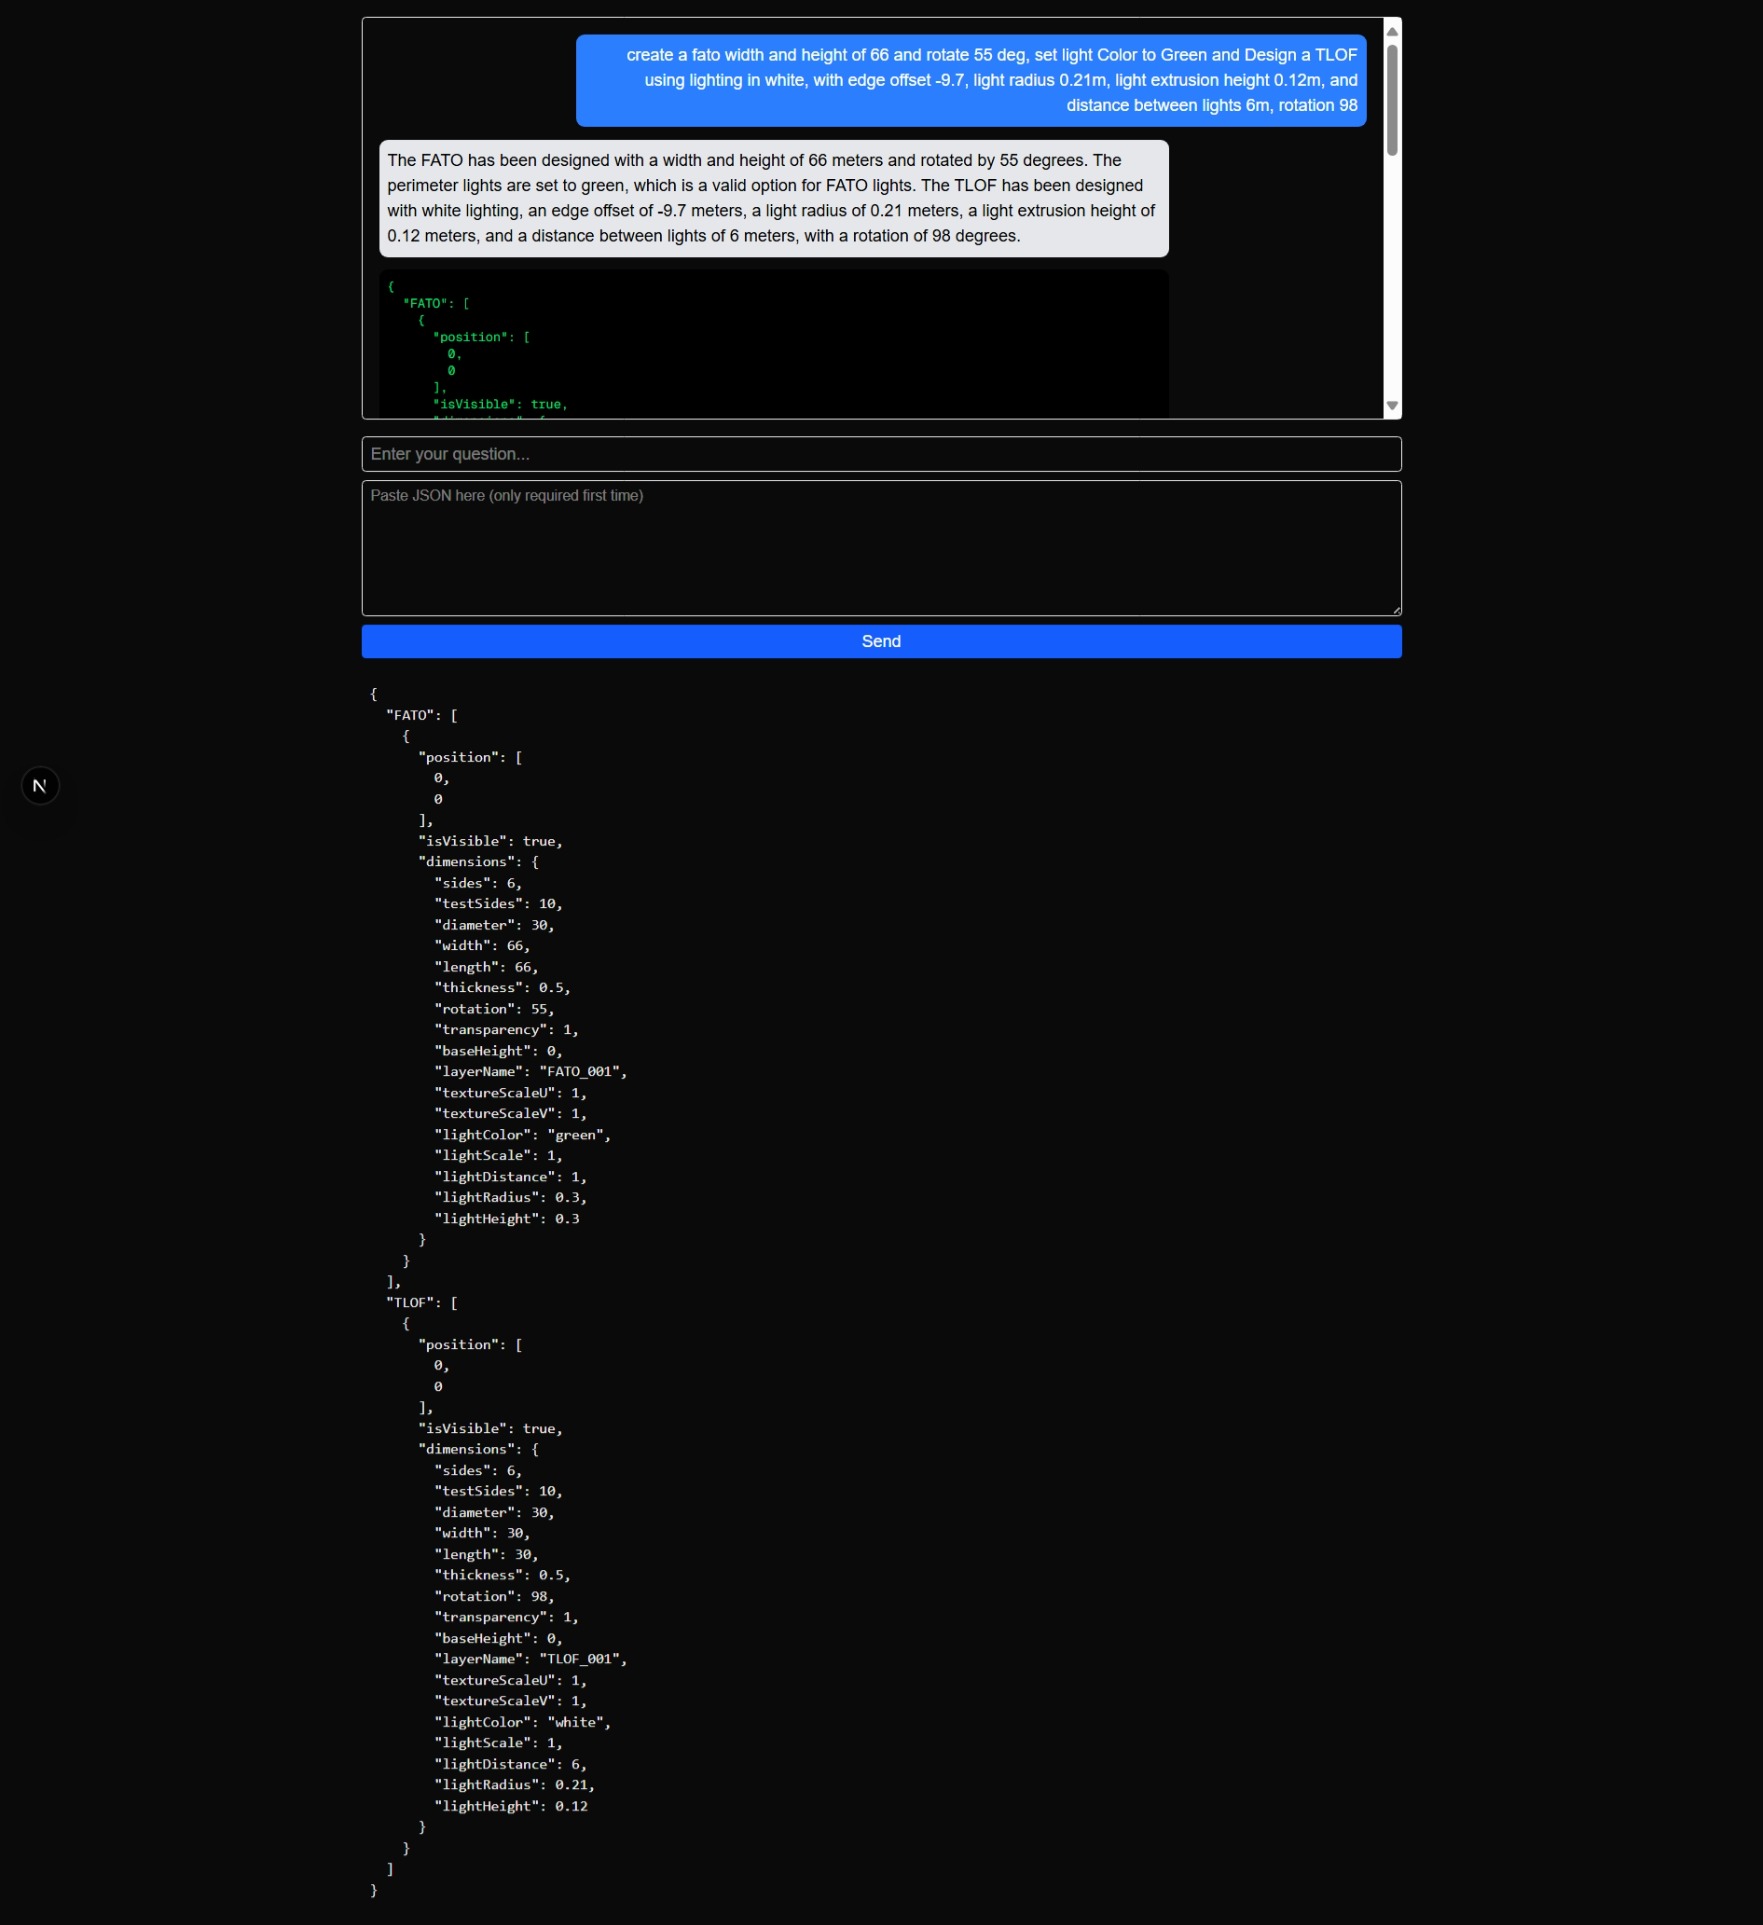 create a fato width and height of 66 and rotate 55 deg, set light Color to Green and Design a TLOF
using lighting in white, with edge offset -9.7, light radius 0.21m, light extrusion height 0.12m, and
distance between lights 6m, rotation 98
The FATO has been designed with a width and height of 66 meters and rotated by 55 degrees. The
perimeter lights are set to green, which is a valid option for FATO lights. The TLOF has been designed
with white lighting, an edge offset of -9.7 meters, a light radius of 0.21 meters, a light extrusion height of
0.12 meters, and a distance between lights of 6 meters, with a rotation of 98 degrees.
{
"FATO": [
{
"position": [
0,
0
],
"isVisible": true,
Enter your question...
Paste JSON here (only required first time)
Send
{
"FATO": [
{
"position": [
0,
0
],
"isVisible": true,
"dimensions": {
"sides": 6,
"testSides": 10,
"diameter": 30,
"width": 66,
"length": 66,
"thickness": 0.5,
"rotation": 55,
"transparency": 1,
"baseHeight": 0,
"layerName": "FATO_001",
"textureScaleU": 1,
"textureScaleV": 1,
"lightColor": "green",
"lightScale": 1,
"lightDistance": 1,
"lightRadius": 0.3,
"lightHeight": 0.3
}
}
],
"TLOF": [
{
"position": [
0,
0
],
"isVisible": true,
"dimensions": {
"sides": 6,
"testSides": 10,
"diameter": 30,
"width": 30,
"length": 30,
"thickness": 0.5,
"rotation": 98,
"transparency": 1,
"baseHeight": 0,
"layerName": "TLOF_001",
"textureScaleU": 1,
"textureScaleV": 1,
"lightColor": "white",
"lightScale": 1,
"lightDistance": 6,
"lightRadius": 0.21,
"lightHeight": 0.12
}
}
]
}
N